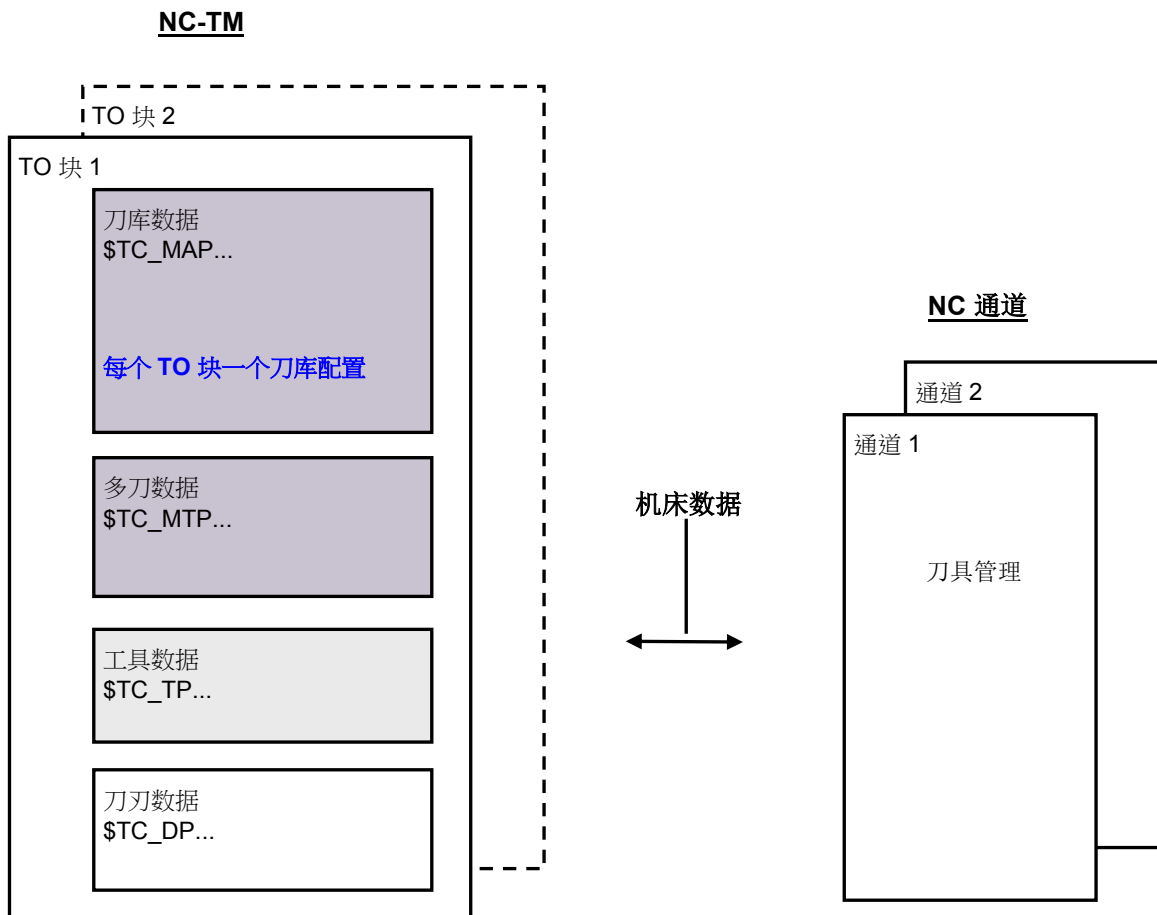 NC-TM
TO 块 2
TO 块 1
刀库数据
$TC_MAP...
每个 TO 块一个刀库配置
多刀数据
$TC_MTP...
工具数据
$TC_TP...
刀刃数据
$TC_DP...
机床数据
NC 通道
通道 2
通道 1
刀具管理